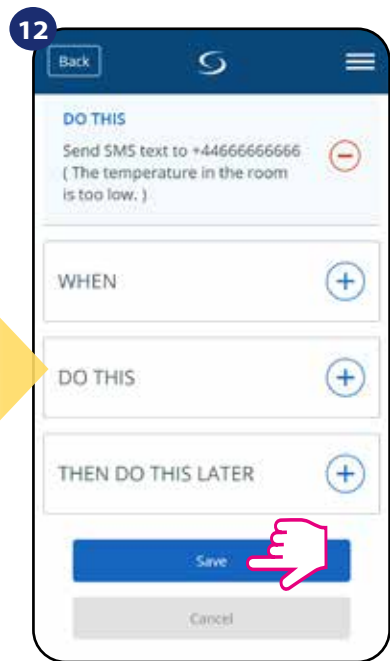 12
Back
DO THIS
Send SMS text to +44666666666
( The temperature in the room
is too low. )
WHEN
DO THIS
THEN DO THIS LATER
Save
Cancel